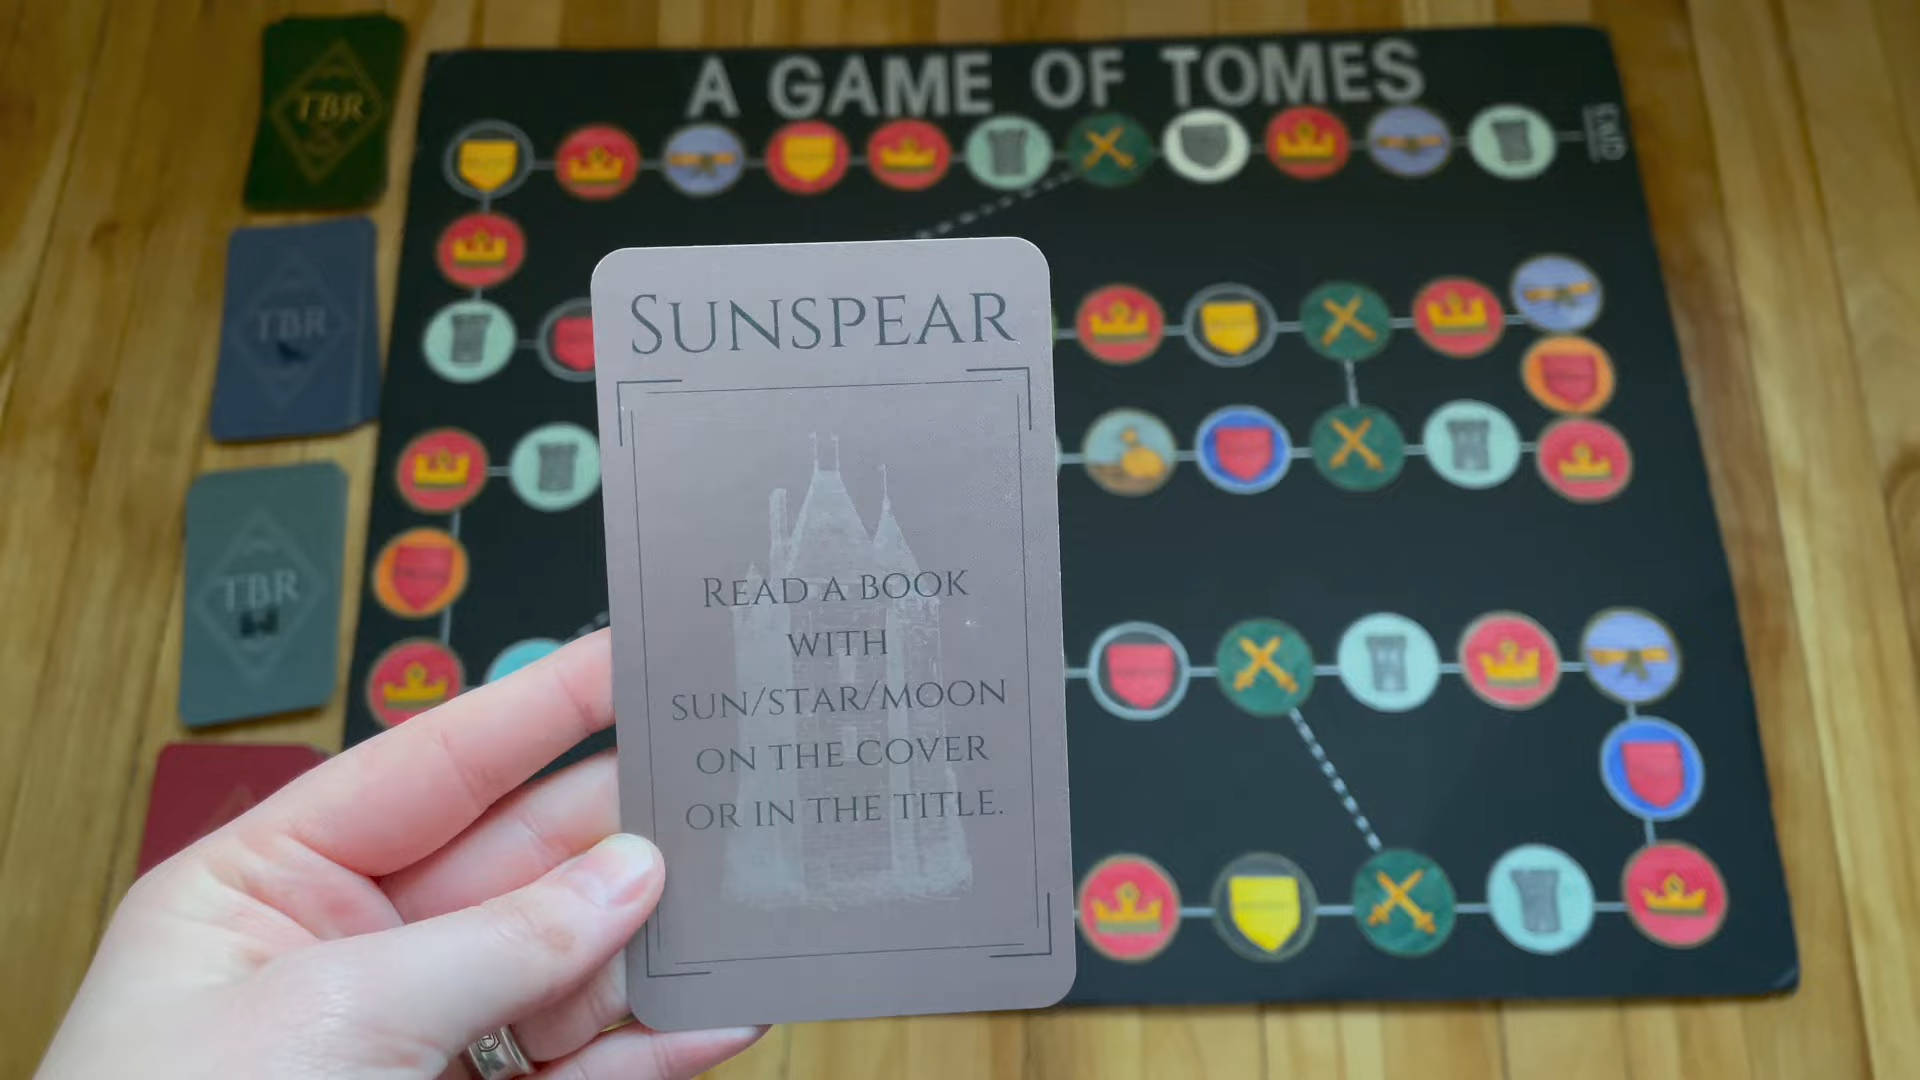 A GAME OF TOMES
END
TBR
TBR
TBR
SUNSPEAR
READ A BOOK
WITH
SUN/STAR/MOON
ON THE COVER
OR IN THE TITLE.